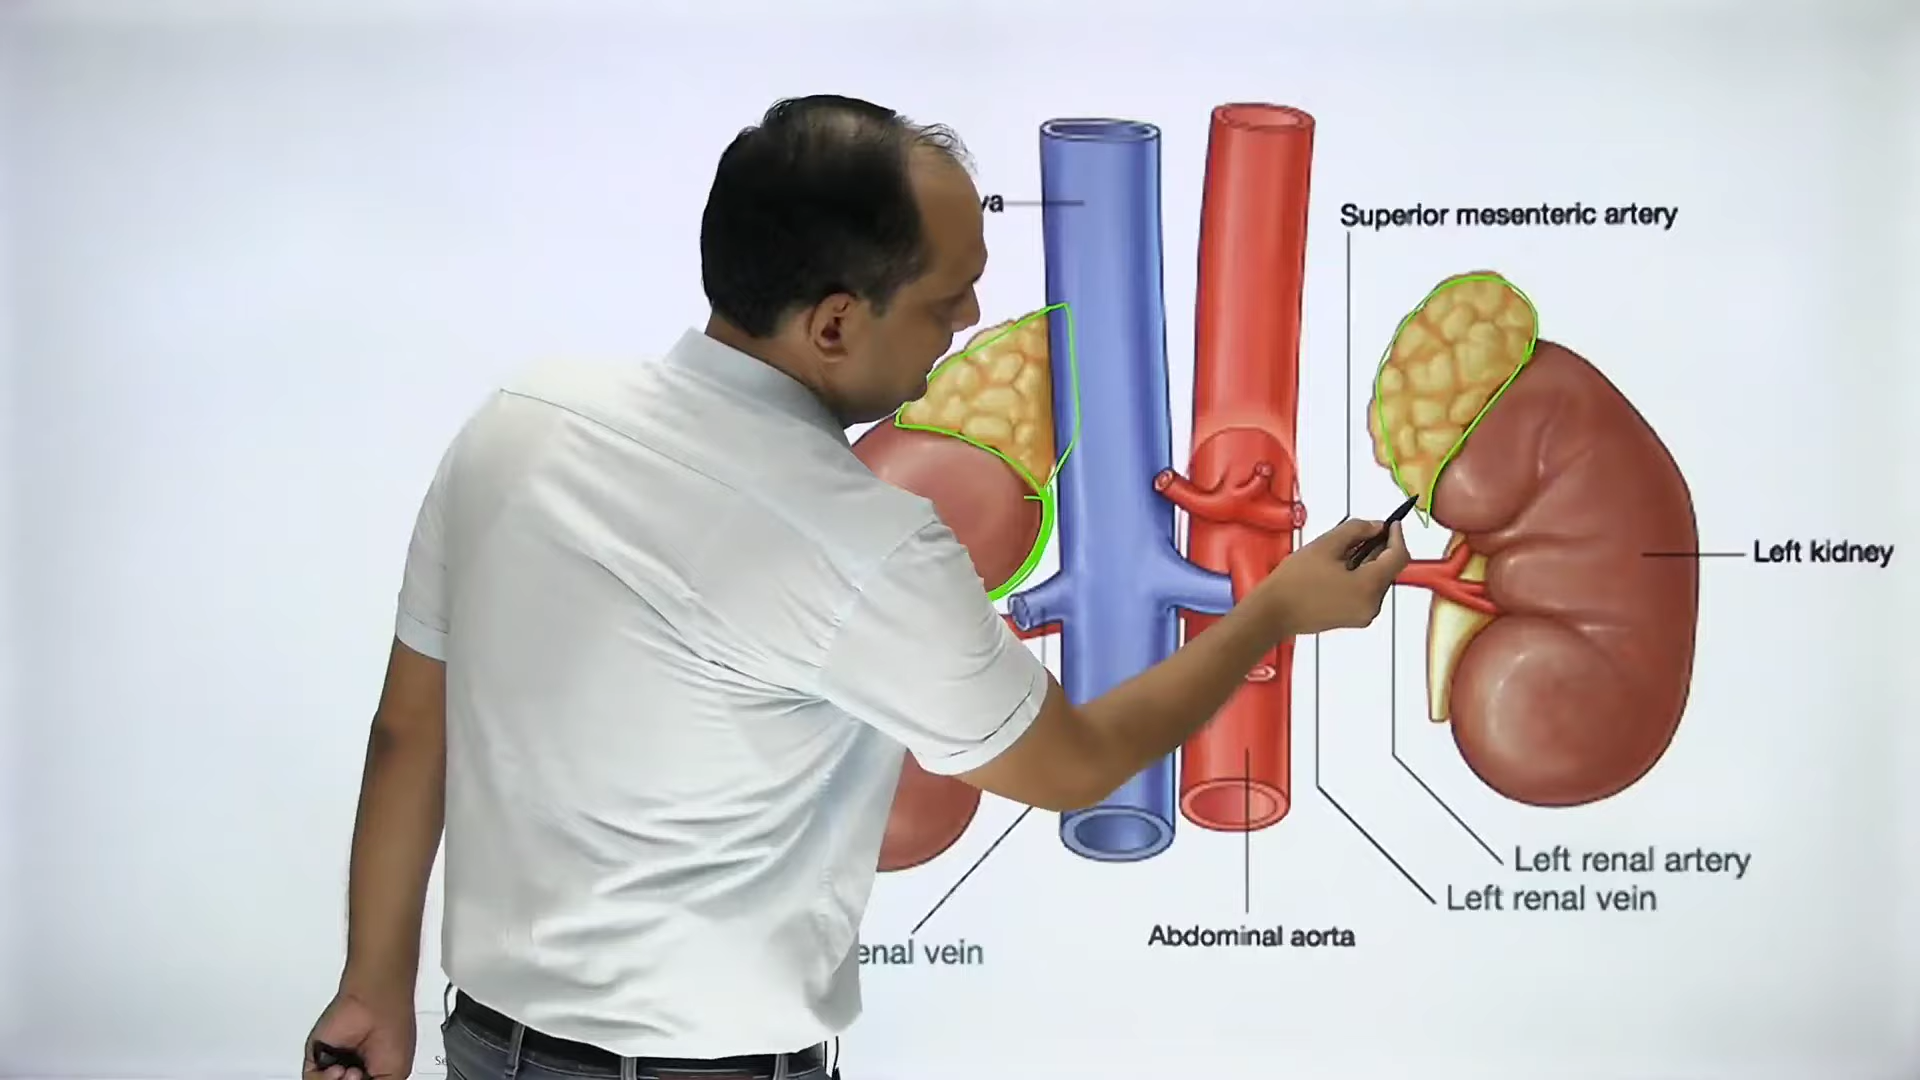 va
Superior mesenteric artery
Left kidney
Left renal artery
Left renal vein
Abdominal aorta
enal vein